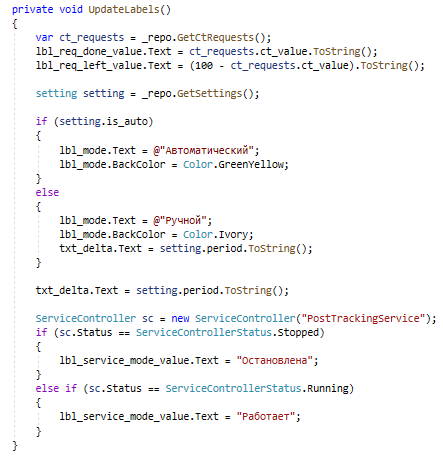 private void UpdateLabels()
{
    var ct_requests = _repo.GetCtRequests();
    lbl_req_done_value.Text = ct_requests.ct_value.ToString();
    lbl_req_left_value.Text = (100 - ct_requests.ct_value).ToString();

    setting setting = _repo.GetSettings();

    if (setting.is_auto)
    {
        lbl_mode.Text = @"Автоматический";
        lbl_mode.BackColor = Color.GreenYellow;
    }
    else
    {
        lbl_mode.Text = @"Ручной";
        lbl_mode.BackColor = Color.Ivory;
        txt_delta.Text = setting.period.ToString();
    }

    txt_delta.Text = setting.period.ToString();

    ServiceController sc = new ServiceController("PostTrackingService");
    if (sc.Status == ServiceControllerStatus.Stopped)
    {
        lbl_service_mode_value.Text = "Остановлена";
    }
    else if (sc.Status == ServiceControllerStatus.Running)
    {
        lbl_service_mode_value.Text = "Работает";
    }
}